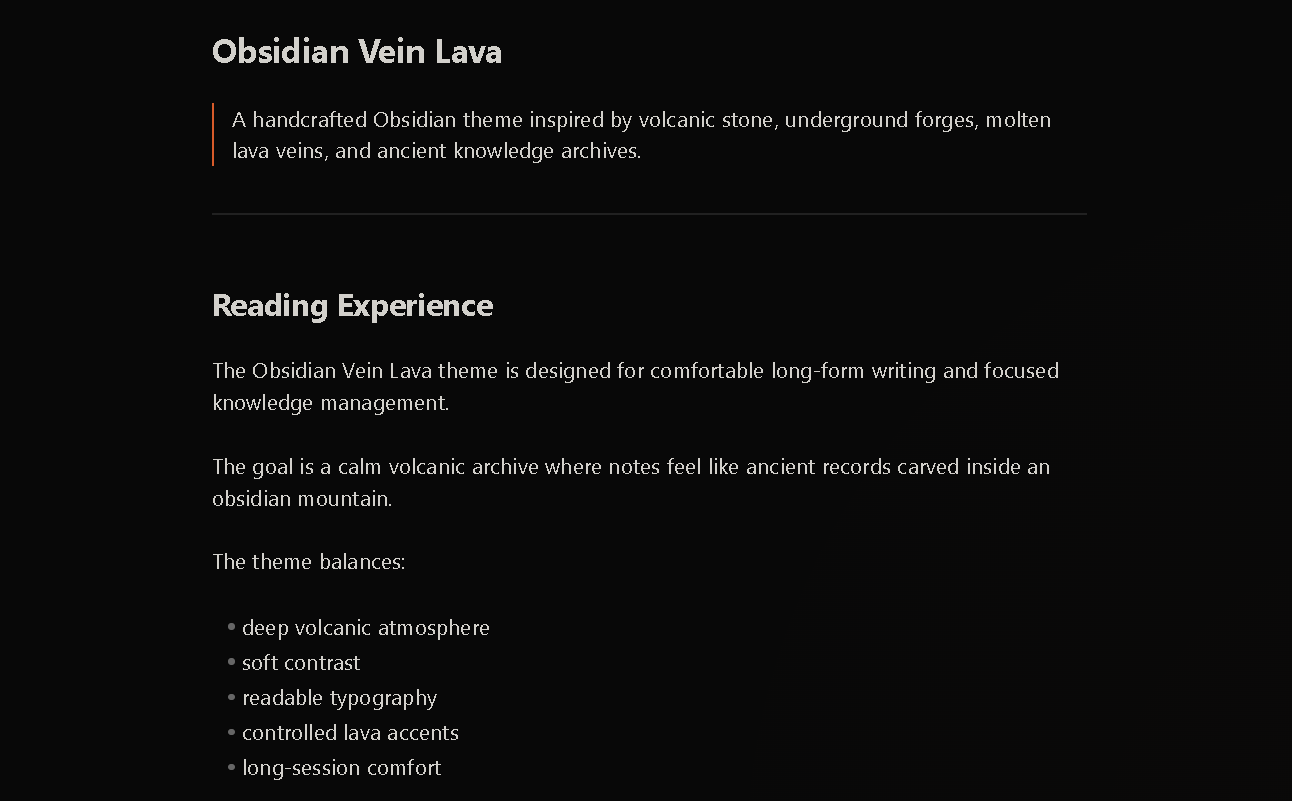 Obsidian Vein Lava
A handcrafted Obsidian theme inspired by volcanic stone, underground forges, molten
lava veins, and ancient knowledge archives.
Reading Experience
The Obsidian Vein Lava theme is designed for comfortable long-form writing and focused
knowledge management.
The goal is a calm volcanic archive where notes feel like ancient records carved inside an
obsidian mountain.
The theme balances:
• deep volcanic atmosphere
• soft contrast
• readable typography
• controlled lava accents
• long-session comfort